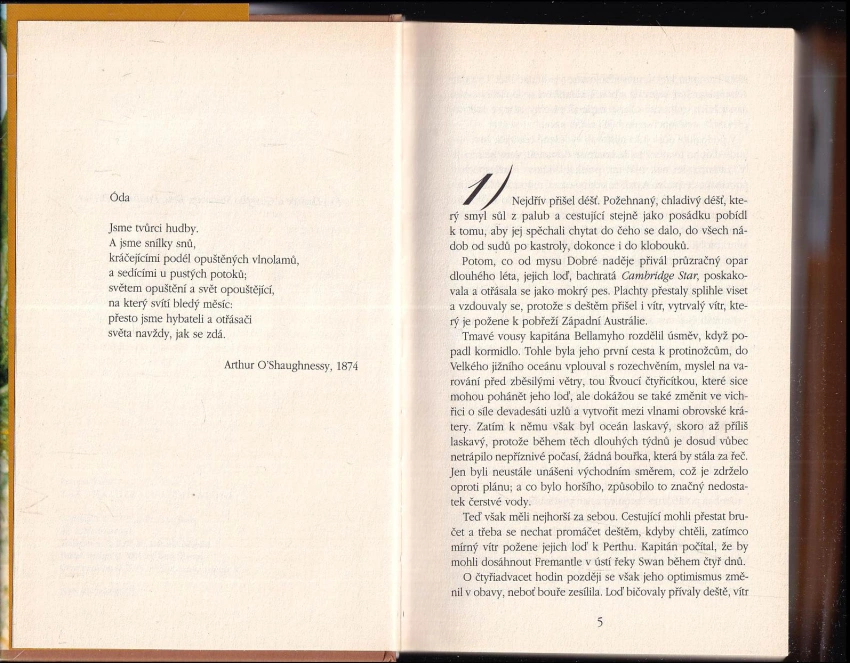 Óda
Jsme tvůrci hudby.
A jsme snílky snů,
kráčejícími podél opuštěných vlnolamů,
a sedícími u pustých potoků;
světem opuštění a svět opouštějící,
na který svítí bledý měsíc:
přesto jsme hybateli a otřásači
světa navždy, jak se zdá.
Arthur O'Shaughnessy, 1874
1) Nejdřív přišel déšť. Požehnaný, chladivý déšť, kte-
rý smyl sůl z palub a cestující stejně jako posádku pobídl
k tomu, aby jej spěchali chytat do čeho se dalo, do všech ná-
dob od sudů po kastroly, dokonce i do klobouků.
Potom, co od mysu Dobré naděje přivál průzračný opar
dlouhého léta, jejich loď, bachratá Cambridge Star, poskako-
vala a otřásala se jako mokrý pes. Plachty přestaly splihle viset
a vzdouvaly se, protože s deštěm přišel i vítr, vytrvalý vítr, kte-
rý je požene k pobřeží Západní Austrálie.
Tmavé vousy kapitána Bellamyho rozdělil úsměv, když po-
padl kormidlo. Tohle byla jeho první cesta k protinožcům, do
Velkého jižního oceánu vplouval s rozechvěním, myslel na va-
rování před zběsilými větry, tou Řvoucí čtyřicítkou, které sice
mohou pohánět jeho loď, ale dokážou se také změnit ve vich-
řici o síle devadesáti uzlů a vytvořit mezi vlnami obrovské krá-
tery. Zatím k němu však byl oceán laskavý, skoro až příliš
laskavý, protože během těch dlouhých týdnů je dosud vůbec
netrápilo nepříznivé počasí, žádná bouřka, která by stála za řeč.
Jen byli neustále unášeni východním směrem, což je zdrželo
oproti plánu; a co bylo horšího, způsobilo to značný nedosta-
tek čerstvé vody.
Teď však měli nejhorší za sebou. Cestující mohli přestat bru-
čet a třeba se nechat promáčet deštěm, kdyby chtěli, zatímco
mírný vítr požene jejich loď k Perthu. Kapitán počítal, že by
mohli dosáhnout Fremantle v ústí řeky Swan během čtyř dnů.
O čtyřiadvacet hodin později se však jeho optimismus změ-
nil v obavy, neboť bouře zesílila. Loď bičovaly přívaly deště, vítr
5